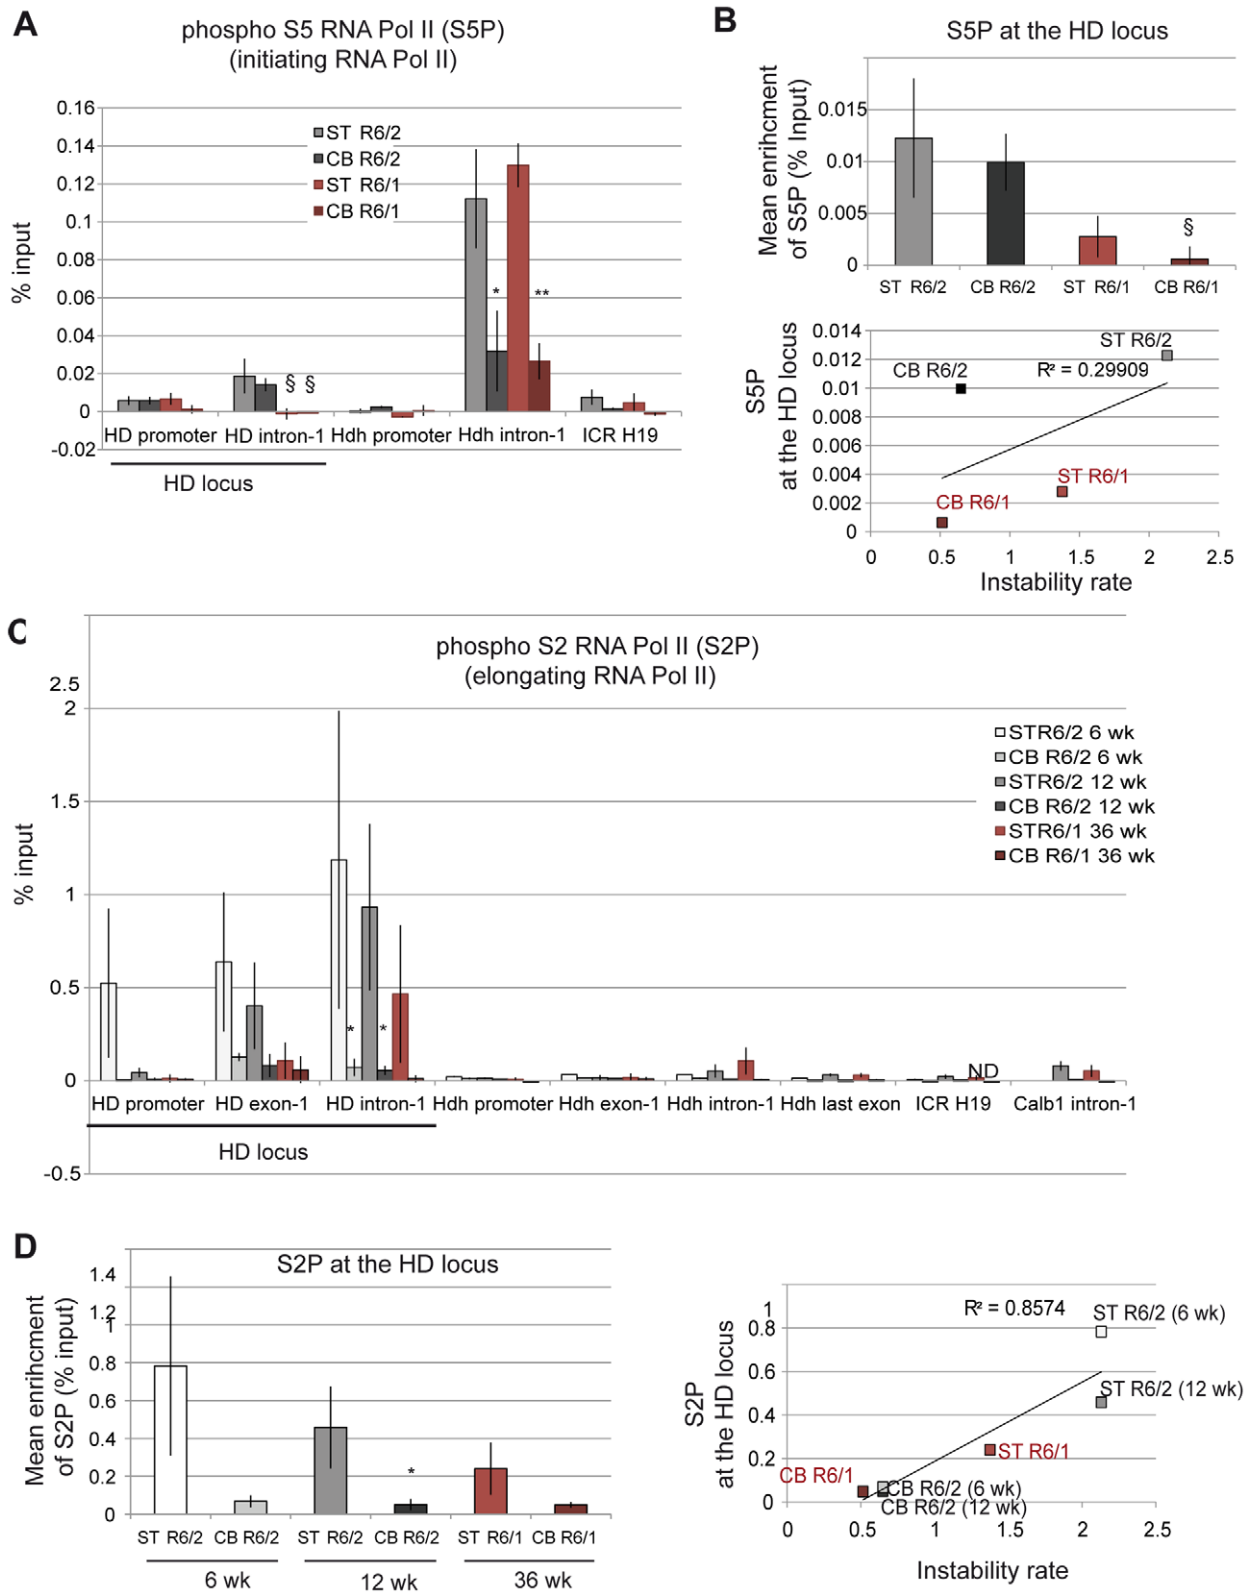 A
phospho S5 RNA Pol II (S5P)
(initiating RNA Pol II)
% input
0.16
0.14
0.12
0.1
0.08
0.06
0.04
0.02
0
-0.02
ST R6/2
CB R6/2
ST R6/1
CB R6/1
§ §
*
**
HD promoter
HD intron-1
Hdh promoter
Hdh intron-1
ICR H19
HD locus
B
S5P at the HD locus
Mean enrihcment
of S5P (% Input)
0.015
0.01
0.005
0
§
ST R6/2
CB R6/2
ST R6/1
CB R6/1
S5P
at the HD locus
0.014
0.012
0.01
0.008
0.006
0.004
0.002
0
ST R6/2
CB R6/2
R² = 0.29909
ST R6/1
CB R6/1
0
0.5
1
1.5
2
2.5
Instability rate
C
phospho S2 RNA Pol II (S2P)
(elongating RNA Pol II)
% input
2.5
2
1.5
1
0.5
0
-0.5
STR6/2 6 wk
CB R6/2 6 wk
STR6/2 12 wk
CB R6/2 12 wk
STR6/1 36 wk
CB R6/1 36 wk
*
*
ND
HD promoter
HD exon-1
HD intron-1
Hdh promoter
Hdh exon-1
Hdh intron-1
Hdh last exon
ICR H19
Calb1 intron-1
HD locus
D
S2P at the HD locus
Mean enrihcment
of S2P (% input)
1.4
1.2
1
0.8
0.6
0.4
0.2
0
*
ST R6/2
CB R6/2
ST R6/2
CB R6/2
ST R6/1
CB R6/1
6 wk
12 wk
36 wk
S2P
at the HD locus
1
0.8
0.6
0.4
0.2
0
R² = 0.8574
ST R6/2 (6 wk)
ST R6/2 (12 wk)
ST R6/1
CB R6/1
CB R6/2 (6 wk)
CB R6/2 (12 wk)
0
0.5
1
1.5
2
2.5
Instability rate